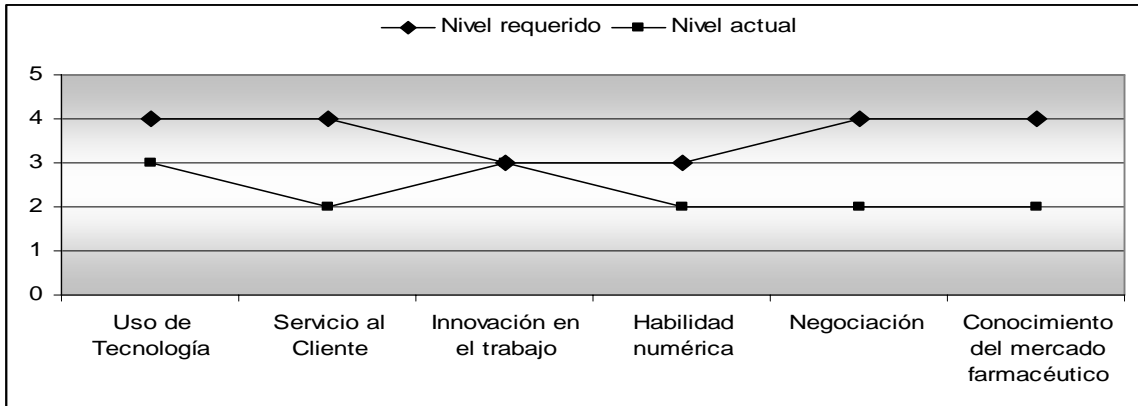 Nivel requerido Nivel actual
5
4
3
2
1
0
Uso de
Tecnología
Servicio al
Cliente
Innovación en
el trabajo
Habilidad
numérica
Negociación
Conocimiento
del mercado
farmacéutico